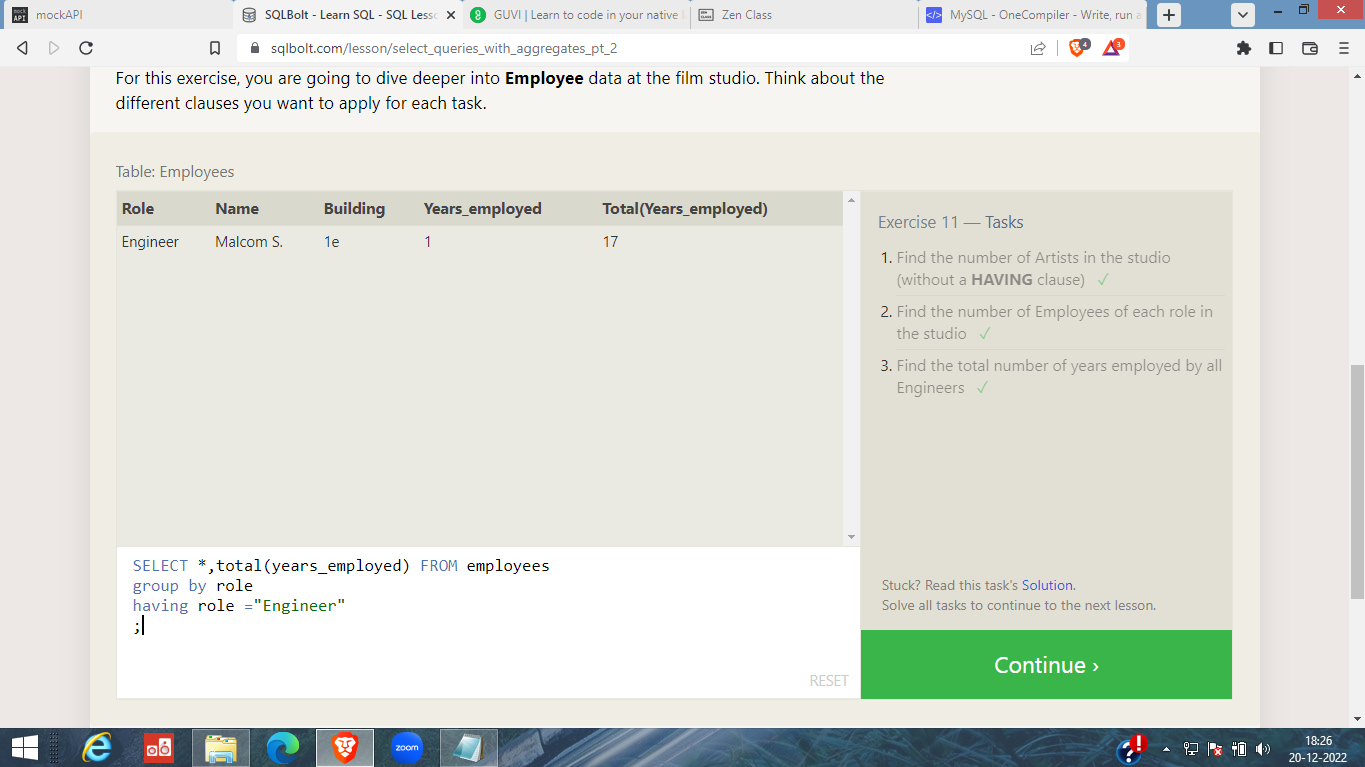 mock API mockAPI
SQLBolt - Learn SQL - SQL Less
GUVI | Learn to code in your native
Zen Class
MySQL - OneCompiler - Write, run a
sqlbolt.com/lesson/select_queries_with_aggregates_pt_2
4
3
For this exercise, you are going to dive deeper into Employee data at the film studio. Think about the
different clauses you want to apply for each task.
Table: Employees
Role Name Building Years_employed Total(Years_employed)
Engineer Malcom S. 1e 1 17
SELECT *,total(years_employed) FROM employees
group by role
having role ="Engineer"
;
RESET
Exercise 11 — Tasks
1. Find the number of Artists in the studio
(without a HAVING clause) ✓
2. Find the number of Employees of each role in
the studio ✓
3. Find the total number of years employed by all
Engineers ✓
Stuck? Read this task's Solution.
Solve all tasks to continue to the next lesson.
Continue ›
zoom
18:26
20-12-2022